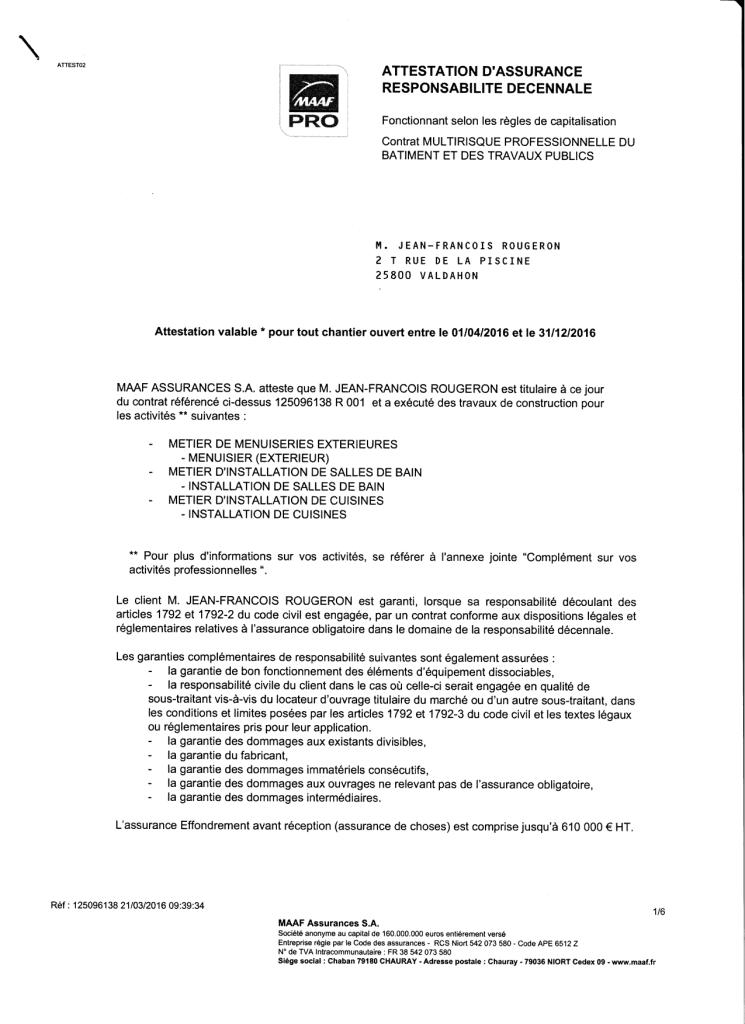 ATTEST02
MAAF
PRO
ATTESTATION D'ASSURANCE
RESPONSABILITE DECENNALE
Fonctionnant selon les règles de capitalisation
Contrat MULTIRISQUE PROFESSIONNELLE DU
BATIMENT ET DES TRAVAUX PUBLICS
M. JEAN-FRANCOIS ROUGERON
2 T RUE DE LA PISCINE
25800 VALDAHON
Attestation valable * pour tout chantier ouvert entre le 01/04/2016 et le 31/12/2016
MAAF ASSURANCES S.A. atteste que M. JEAN-FRANCOIS ROUGERON est titulaire à ce jour
du contrat référencé ci-dessus 125096138 R 001 et a exécuté des travaux de construction pour
les activités ** suivantes :
- METIER DE MENUISERIES EXTERIEURES
- MENUISIER (EXTERIEUR)
- METIER D'INSTALLATION DE SALLES DE BAIN
- INSTALLATION DE SALLES DE BAIN
- METIER D'INSTALLATION DE CUISINES
- INSTALLATION DE CUISINES
** Pour plus d'informations sur vos activités, se référer à l'annexe jointe "Complément sur vos
activités professionnelles ".
Le client M. JEAN-FRANCOIS ROUGERON est garanti, lorsque sa responsabilité découlant des
articles 1792 et 1792-2 du code civil est engagée, par un contrat conforme aux dispositions légales et
réglementaires relatives à l'assurance obligatoire dans le domaine de la responsabilité décennale.
Les garanties complémentaires de responsabilité suivantes sont également assurées :
- la garantie de bon fonctionnement des éléments d'équipement dissociables,
- la responsabilité civile du client dans le cas où celle-ci serait engagée en qualité de
sous-traitant vis-à-vis du locateur d'ouvrage titulaire du marché ou d'un autre sous-traitant, dans
les conditions et limites posées par les articles 1792 et 1792-3 du code civil et les textes légaux
ou réglementaires pris pour leur application.
- la garantie des dommages aux existants divisibles,
- la garantie du fabricant,
- la garantie des dommages immatériels consécutifs,
- la garantie des dommages aux ouvrages ne relevant pas de l'assurance obligatoire,
- la garantie des dommages intermédiaires.
L'assurance Effondrement avant réception (assurance de choses) est comprise jusqu'à 610 000 € HT.
Réf : 125096138 21/03/2016 09:39:34
1/6
MAAF Assurances S.A.
Société anonyme au capital de 160.000.000 euros entièrement versé
Entreprise régie par le Code des assurances - RCS Niort 542 073 580 - Code APE 6512 Z
N° de TVA Intracommunautaire : FR 38 542 073 580
Siège social : Chaban 79180 CHAURAY - Adresse postale : Chauray - 79036 NIORT Cedex 09 - www.maaf.fr